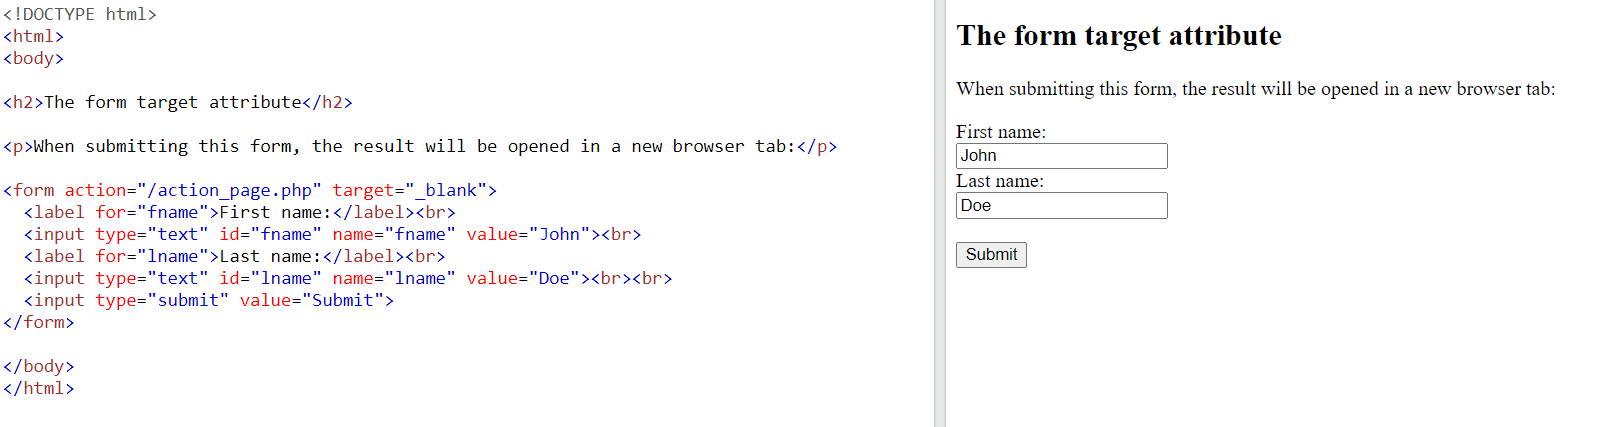 <!DOCTYPE html>
<html>
<body>
<h2>The form target attribute</h2>
<p>When submitting this form, the result will be opened in a new browser tab:</p>
<form action="/action_page.php" target="_blank">
  <label for="fname">First name:</label><br>
  <input type="text" id="fname" name="fname" value="John"><br>
  <label for="lname">Last name:</label><br>
  <input type="text" id="lname" name="lname" value="Doe"><br><br>
  <input type="submit" value="Submit">
</form>
</body>
</html>
The form target attribute
When submitting this form, the result will be opened in a new browser tab:
First name:
John
Last name:
Doe
Submit